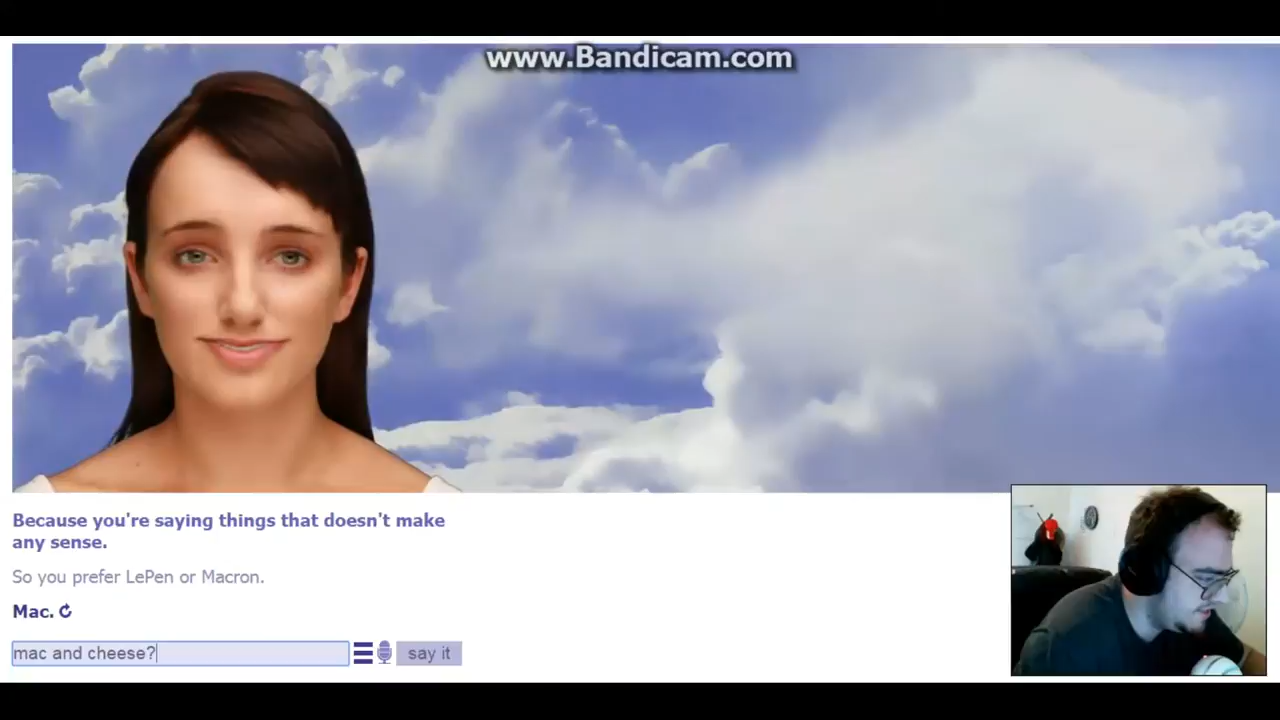 www.Bandicam.com
Because you're saying things that doesn't make
any sense.
So you prefer LePen or Macron.
Mac.
mac and cheese?
say it